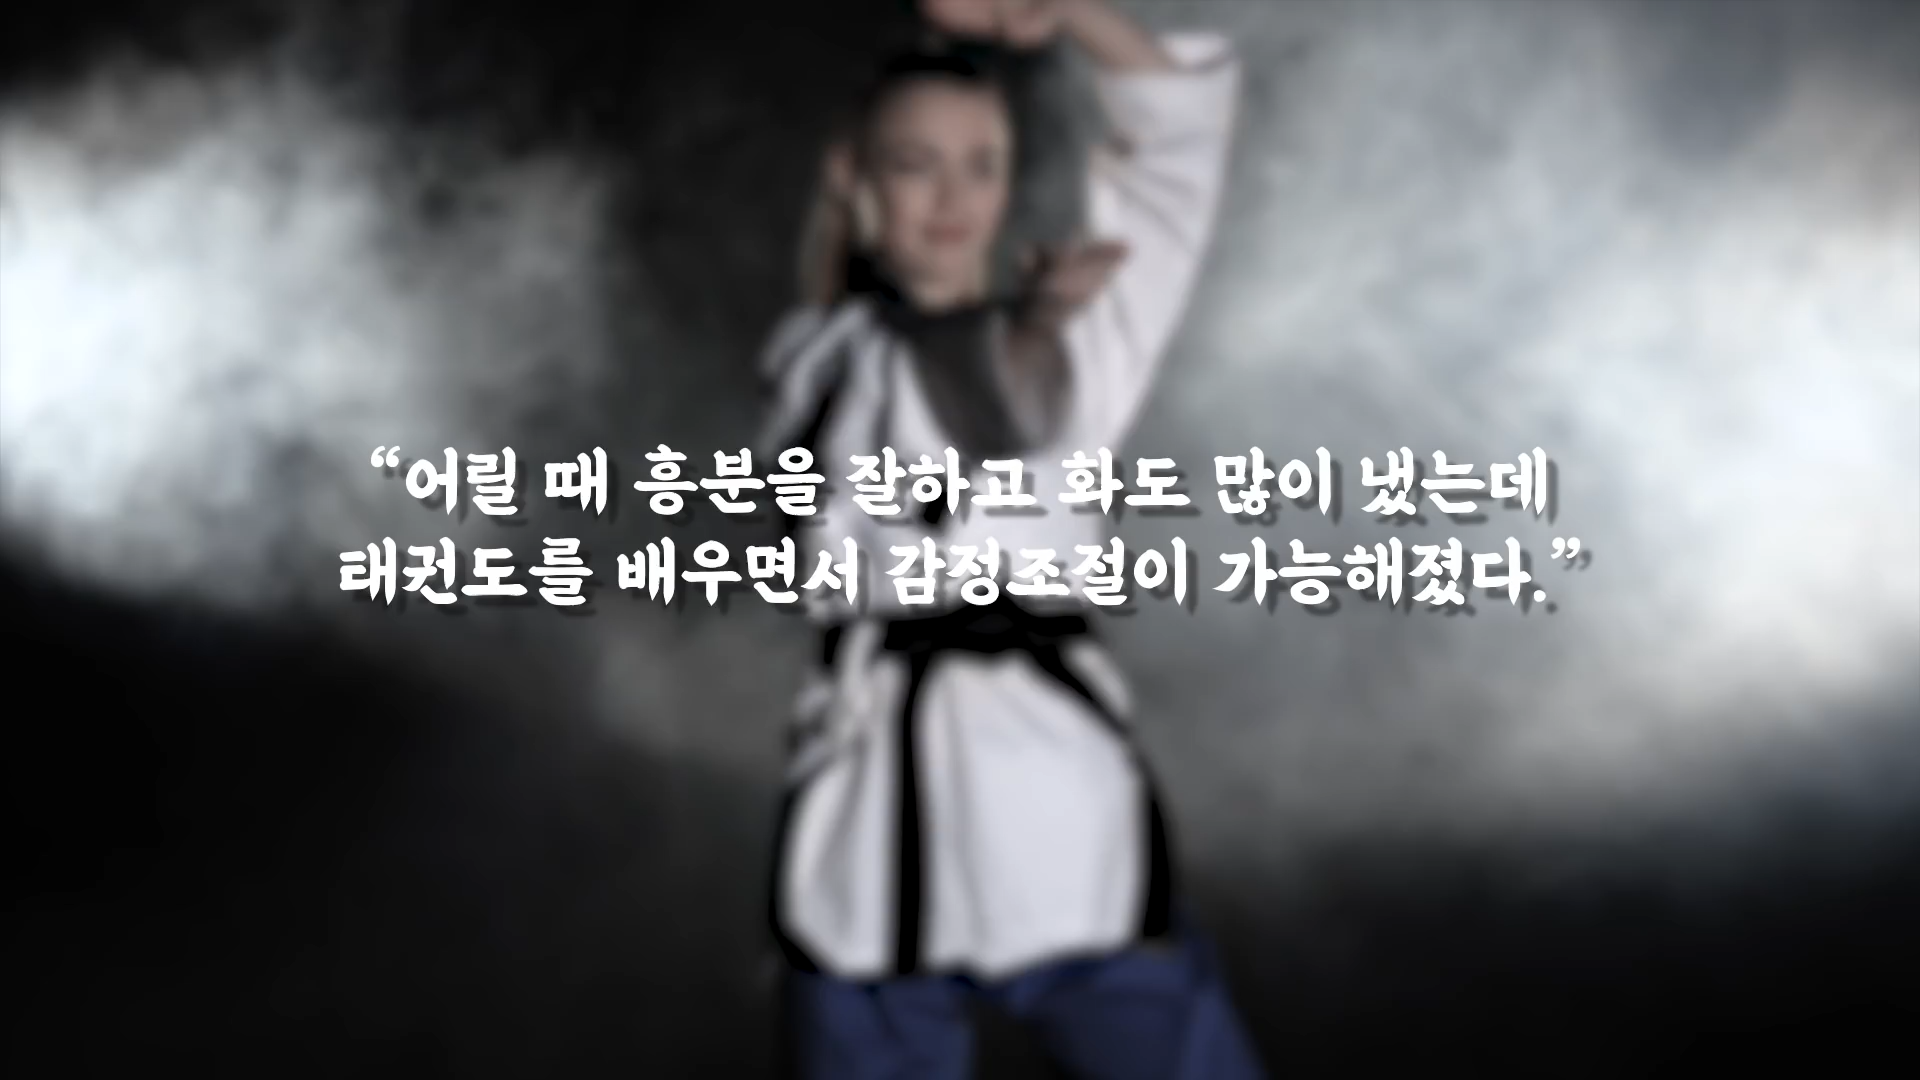 “어릴 때 흥분을 잘하고 화도 많이 냈는데
태권도를 배우면서 감정조절이 가능해졌다.”